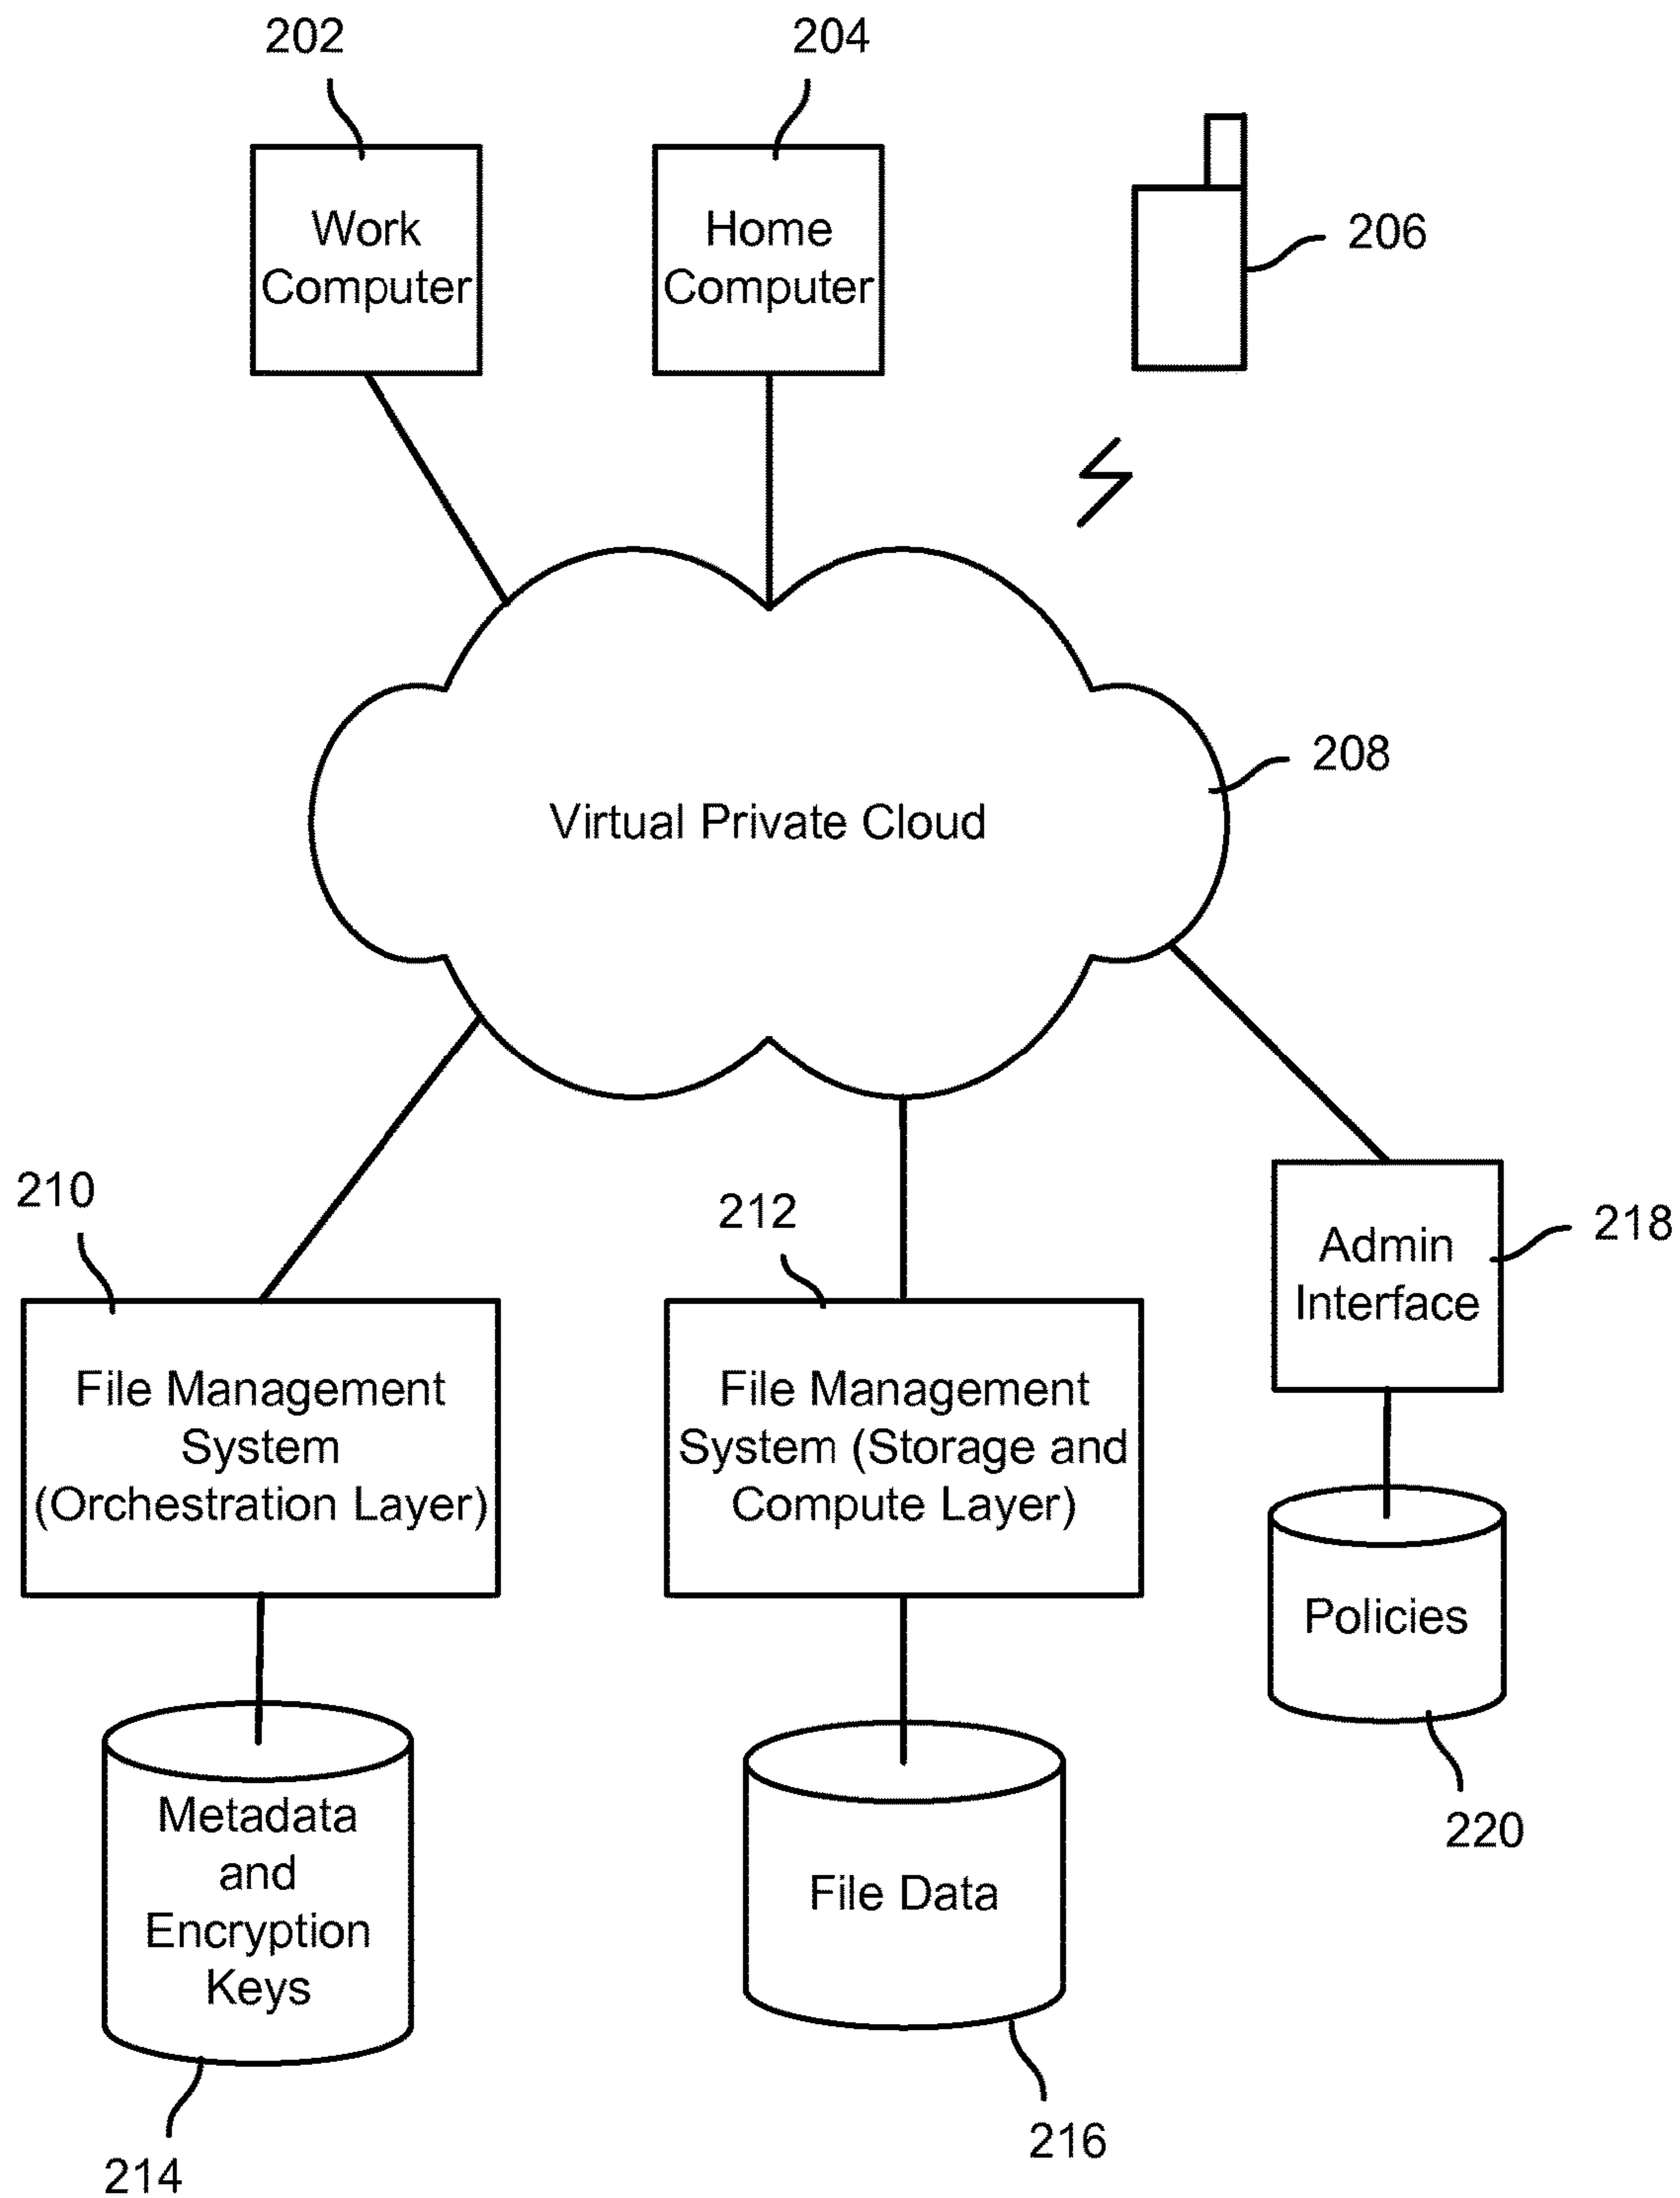 202
204
Work
Computer
Home
Computer
206
208
Virtual Private Cloud
210
212
218
Admin
Interface
File Management
System
(Orchestration Layer)
File Management
System (Storage and
Compute Layer)
Policies
220
Metadata
and
Encryption
Keys
File Data
214
216